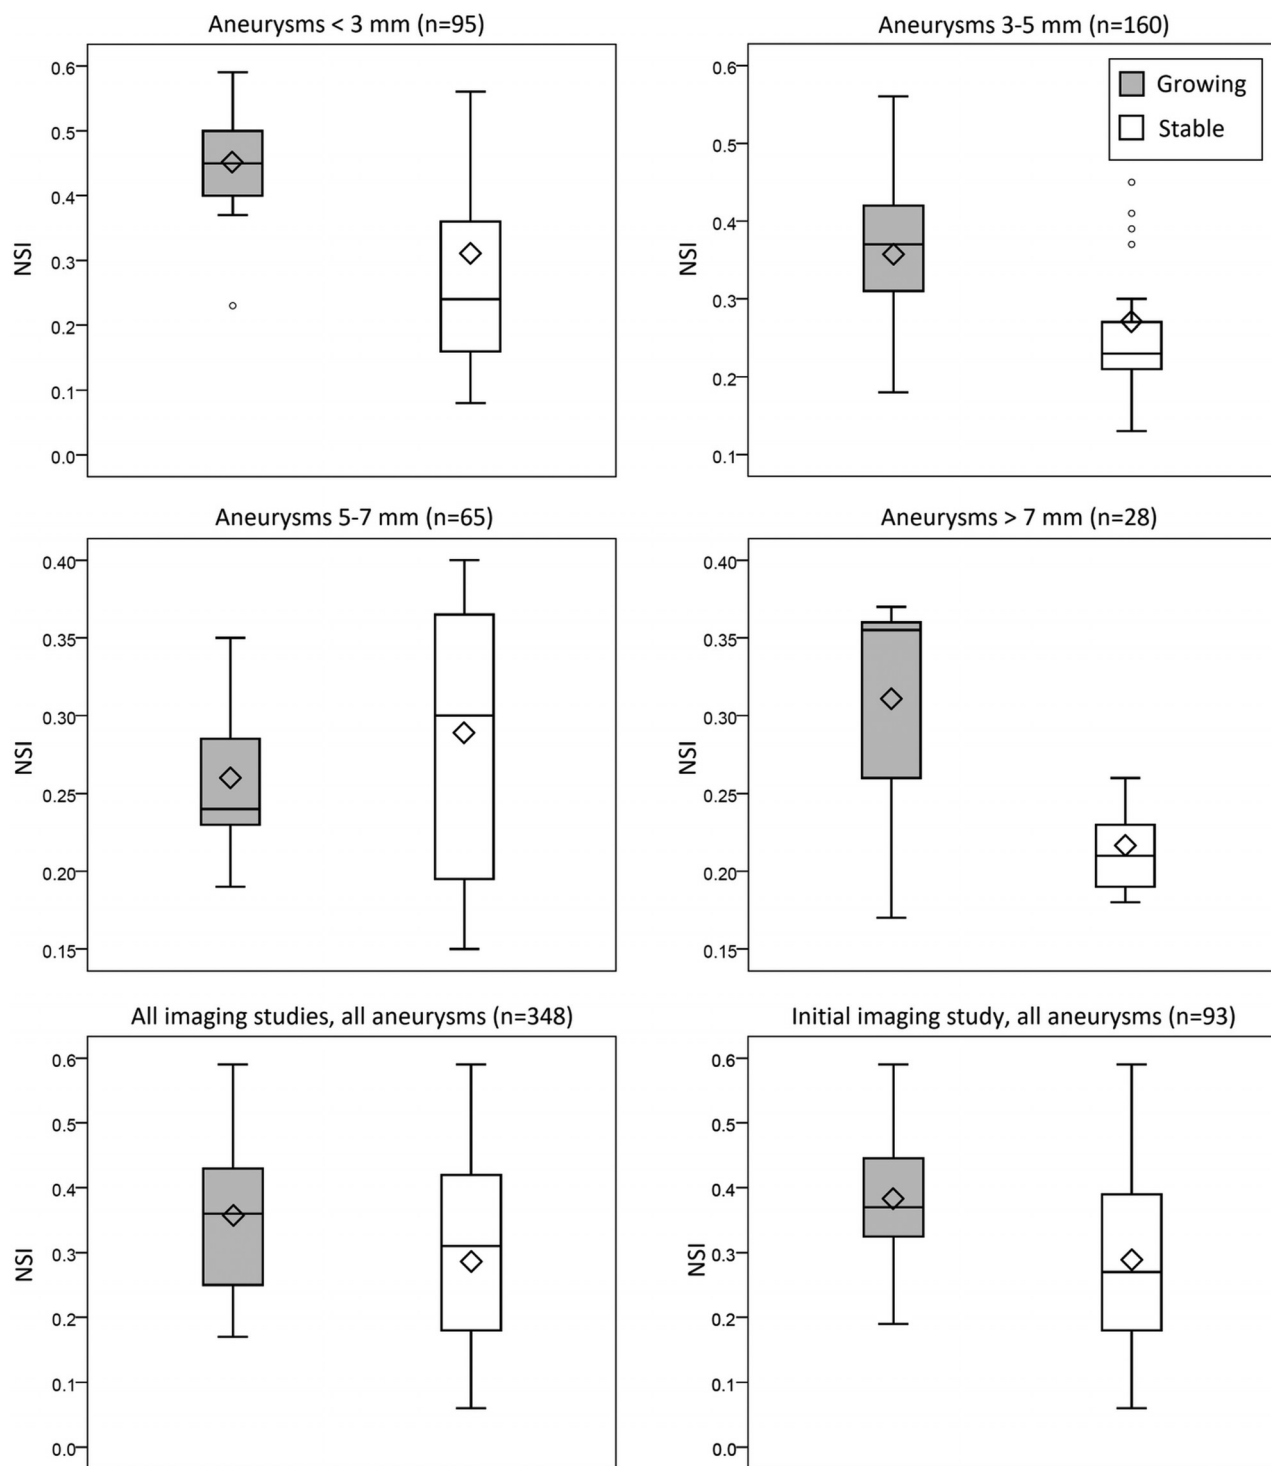 Aneurysms < 3 mm (n=95)
0.6
0.5
0.4
0.3
0.2
0.1
0.0
NSI
Aneurysms 3-5 mm (n=160)
0.6
0.5
0.4
0.3
0.2
0.1
NSI
Growing
Stable
Aneurysms 5-7 mm (n=65)
0.40
0.35
0.30
0.25
0.20
0.15
NSI
Aneurysms > 7 mm (n=28)
0.40
0.35
0.30
0.25
0.20
0.15
NSI
All imaging studies, all aneurysms (n=348)
0.6
0.5
0.4
0.3
0.2
0.1
0.0
NSI
Initial imaging study, all aneurysms (n=93)
0.6
0.5
0.4
0.3
0.2
0.1
0.0
NSI